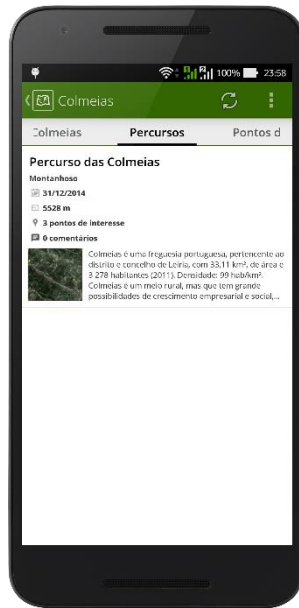 100% 23:58
Colmeias
Colmeias Percursos Pontos d
Percurso das Colmeias
Montanhoso
31/12/2014
5528 m
3 pontos de interesse
0 comentários
Colmeias é uma freguesia portuguesa, pertencente ao
distrito e concelho de Leiria, com 33,11 km², de área e
3 278 habitantes (2011). Densidade: 99 hab/km².
Colmeias é um meio rural, mas que tem grande
possibilidades de crescimento empresarial e social,...